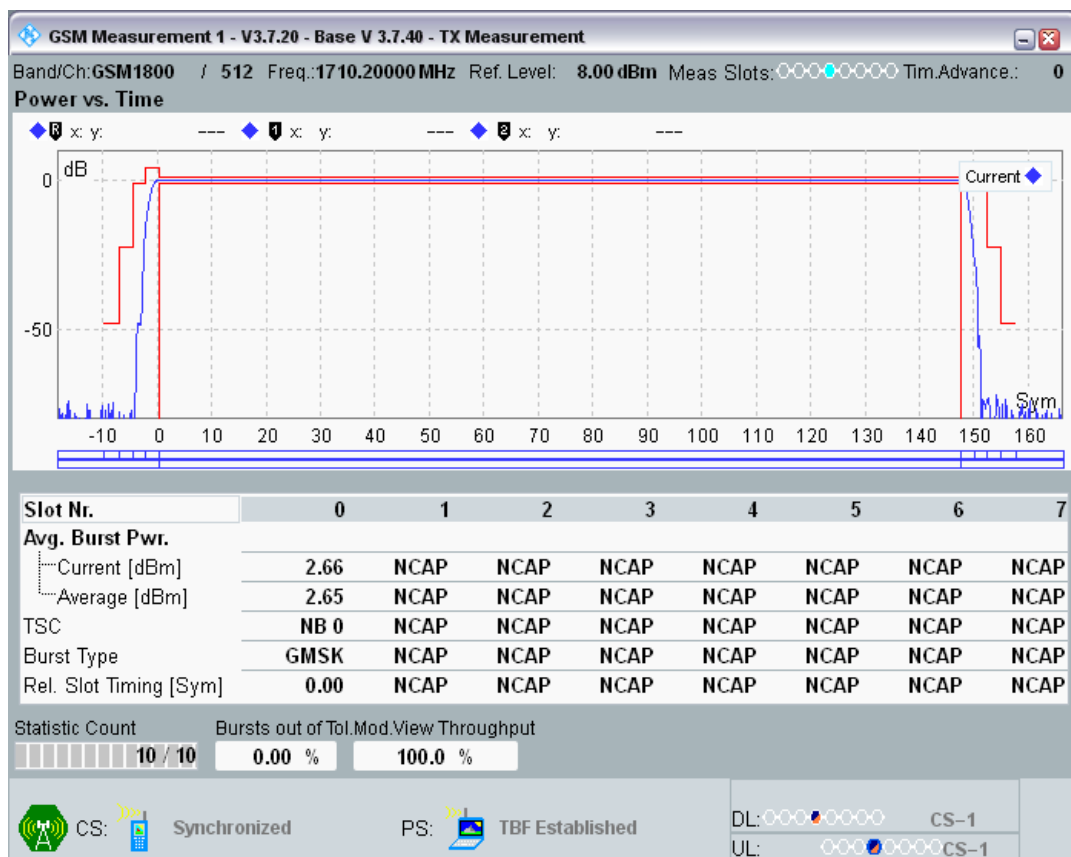 GSM Measurement 1 - V3.7.20 - Base V 3.7.40 - TX Measurement
Band/Ch:GSM1800 / 512 Freq.:1710.20000 MHz Ref. Level: 8.00 dBm Meas Slots: Tim.Advance.: 0
Power vs. Time
R x: y: --- 1 x: y: --- 2 x: y: ---
dB
Current
0
-50
Sym
-10 0 10 20 30 40 50 60 70 80 90 100 110 120 130 140 150 160
Slot Nr. 0 1 2 3 4 5 6 7
Avg. Burst Pwr.
Current [dBm] 2.66 NCAP NCAP NCAP NCAP NCAP NCAP NCAP
Average [dBm] 2.65 NCAP NCAP NCAP NCAP NCAP NCAP NCAP
TSC NB 0 NCAP NCAP NCAP NCAP NCAP NCAP NCAP
Burst Type GMSK NCAP NCAP NCAP NCAP NCAP NCAP NCAP
Rel. Slot Timing [Sym] 0.00 NCAP NCAP NCAP NCAP NCAP NCAP NCAP
Statistic Count Bursts out of Tol.Mod.View Throughput
10 / 10 0.00 % 100.0 %
CS: Synchronized PS: TBF Established
DL: CS-1
UL: CS-1